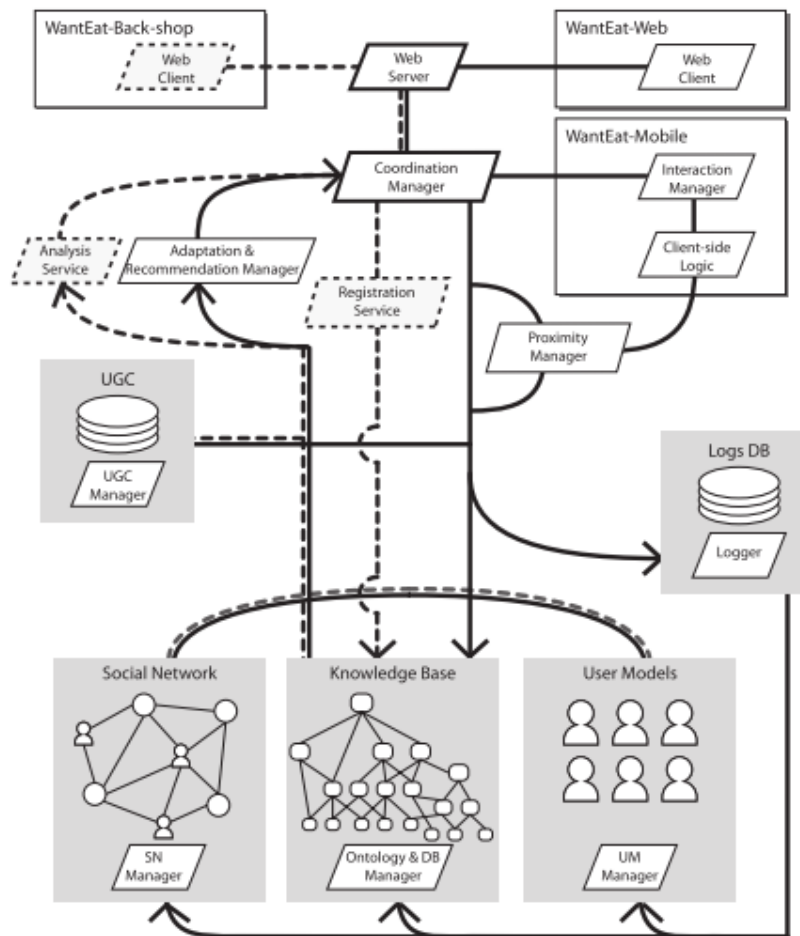 WantEat-Back-shop
Web
Client
Web
Server
WantEat-Web
Web
Client
WantEat-Mobile
Coordination
Manager
Interaction
Manager
Analysis
Service
Adaptation &
Recommendation Manager
Client-side
Logic
Registration
Service
Proximity
Manager
UGC
UGC
Manager
Logs DB
Logger
Social Network
Knowledge Base
User Models
SN
Manager
Ontology & DB
Manager
UM
Manager